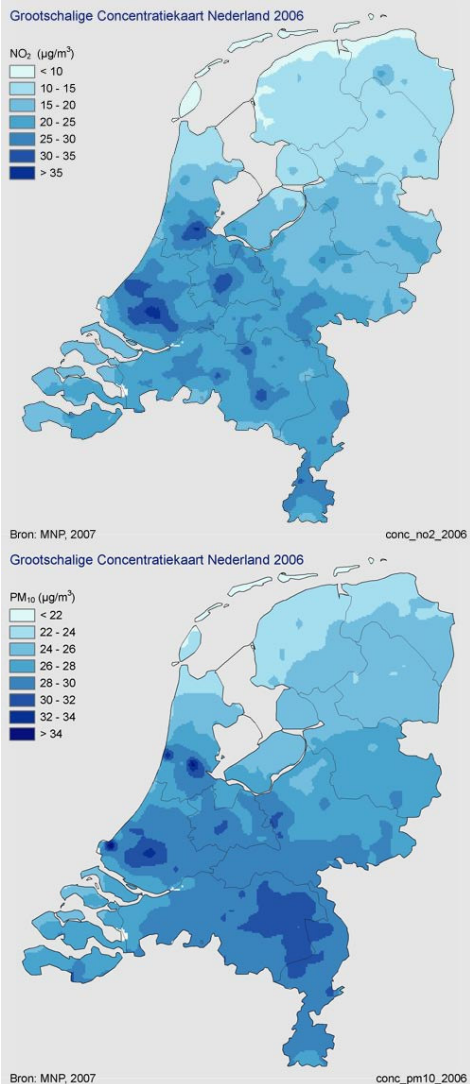 Grootschalige Concentratiekaart Nederland 2006
NO₂ (µg/m³)
< 10
10 - 15
15 - 20
20 - 25
25 - 30
30 - 35
> 35
Bron: MNP, 2007
conc_no2_2006
Grootschalige Concentratiekaart Nederland 2006
PM₁₀ (µg/m³)
< 22
22 - 24
24 - 26
26 - 28
28 - 30
30 - 32
32 - 34
> 34
Bron: MNP, 2007
conc_pm10_2006